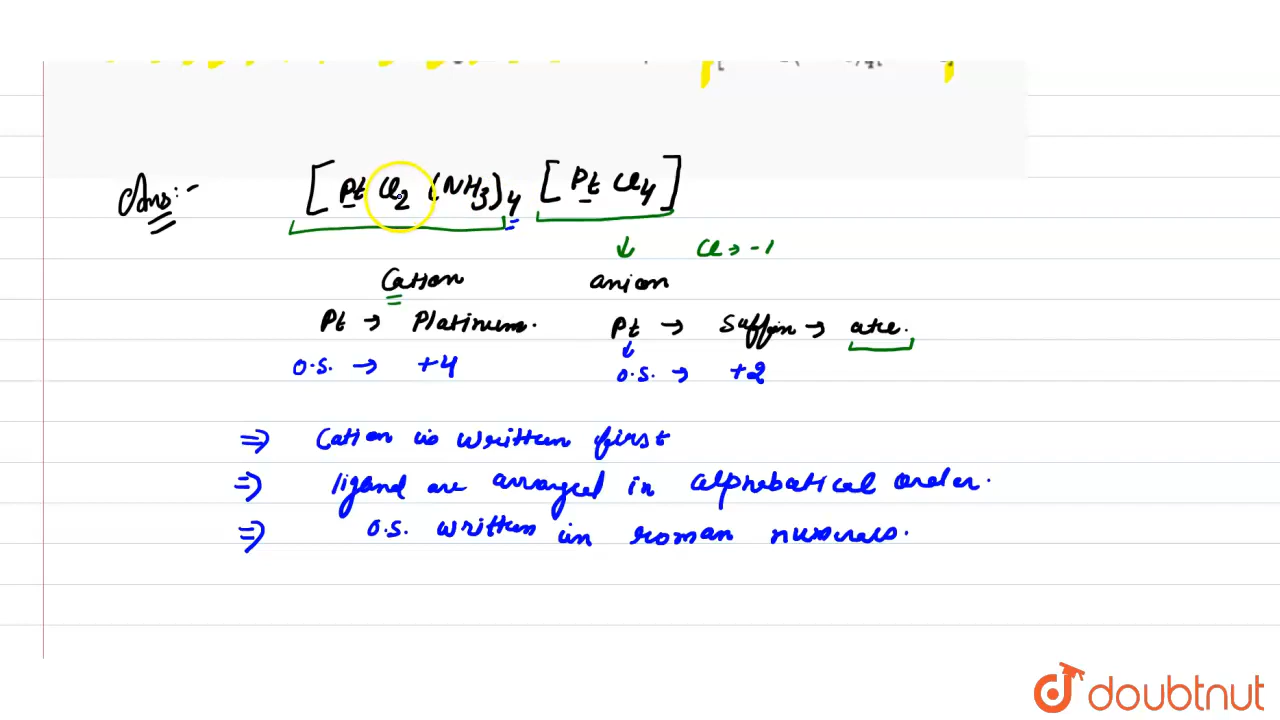 Ans:-
[PtCl2(NH3)4 [PtCl4]
Cl → -1
Cation anion
Pt → Platinum. Pt → Suffix → ate.
O.S. → +4 O.S. → +2
⇒ Cation is written first
⇒ ligand are arranged in alphabatical order.
⇒ O.S. written in roman numerals.
doubtnut